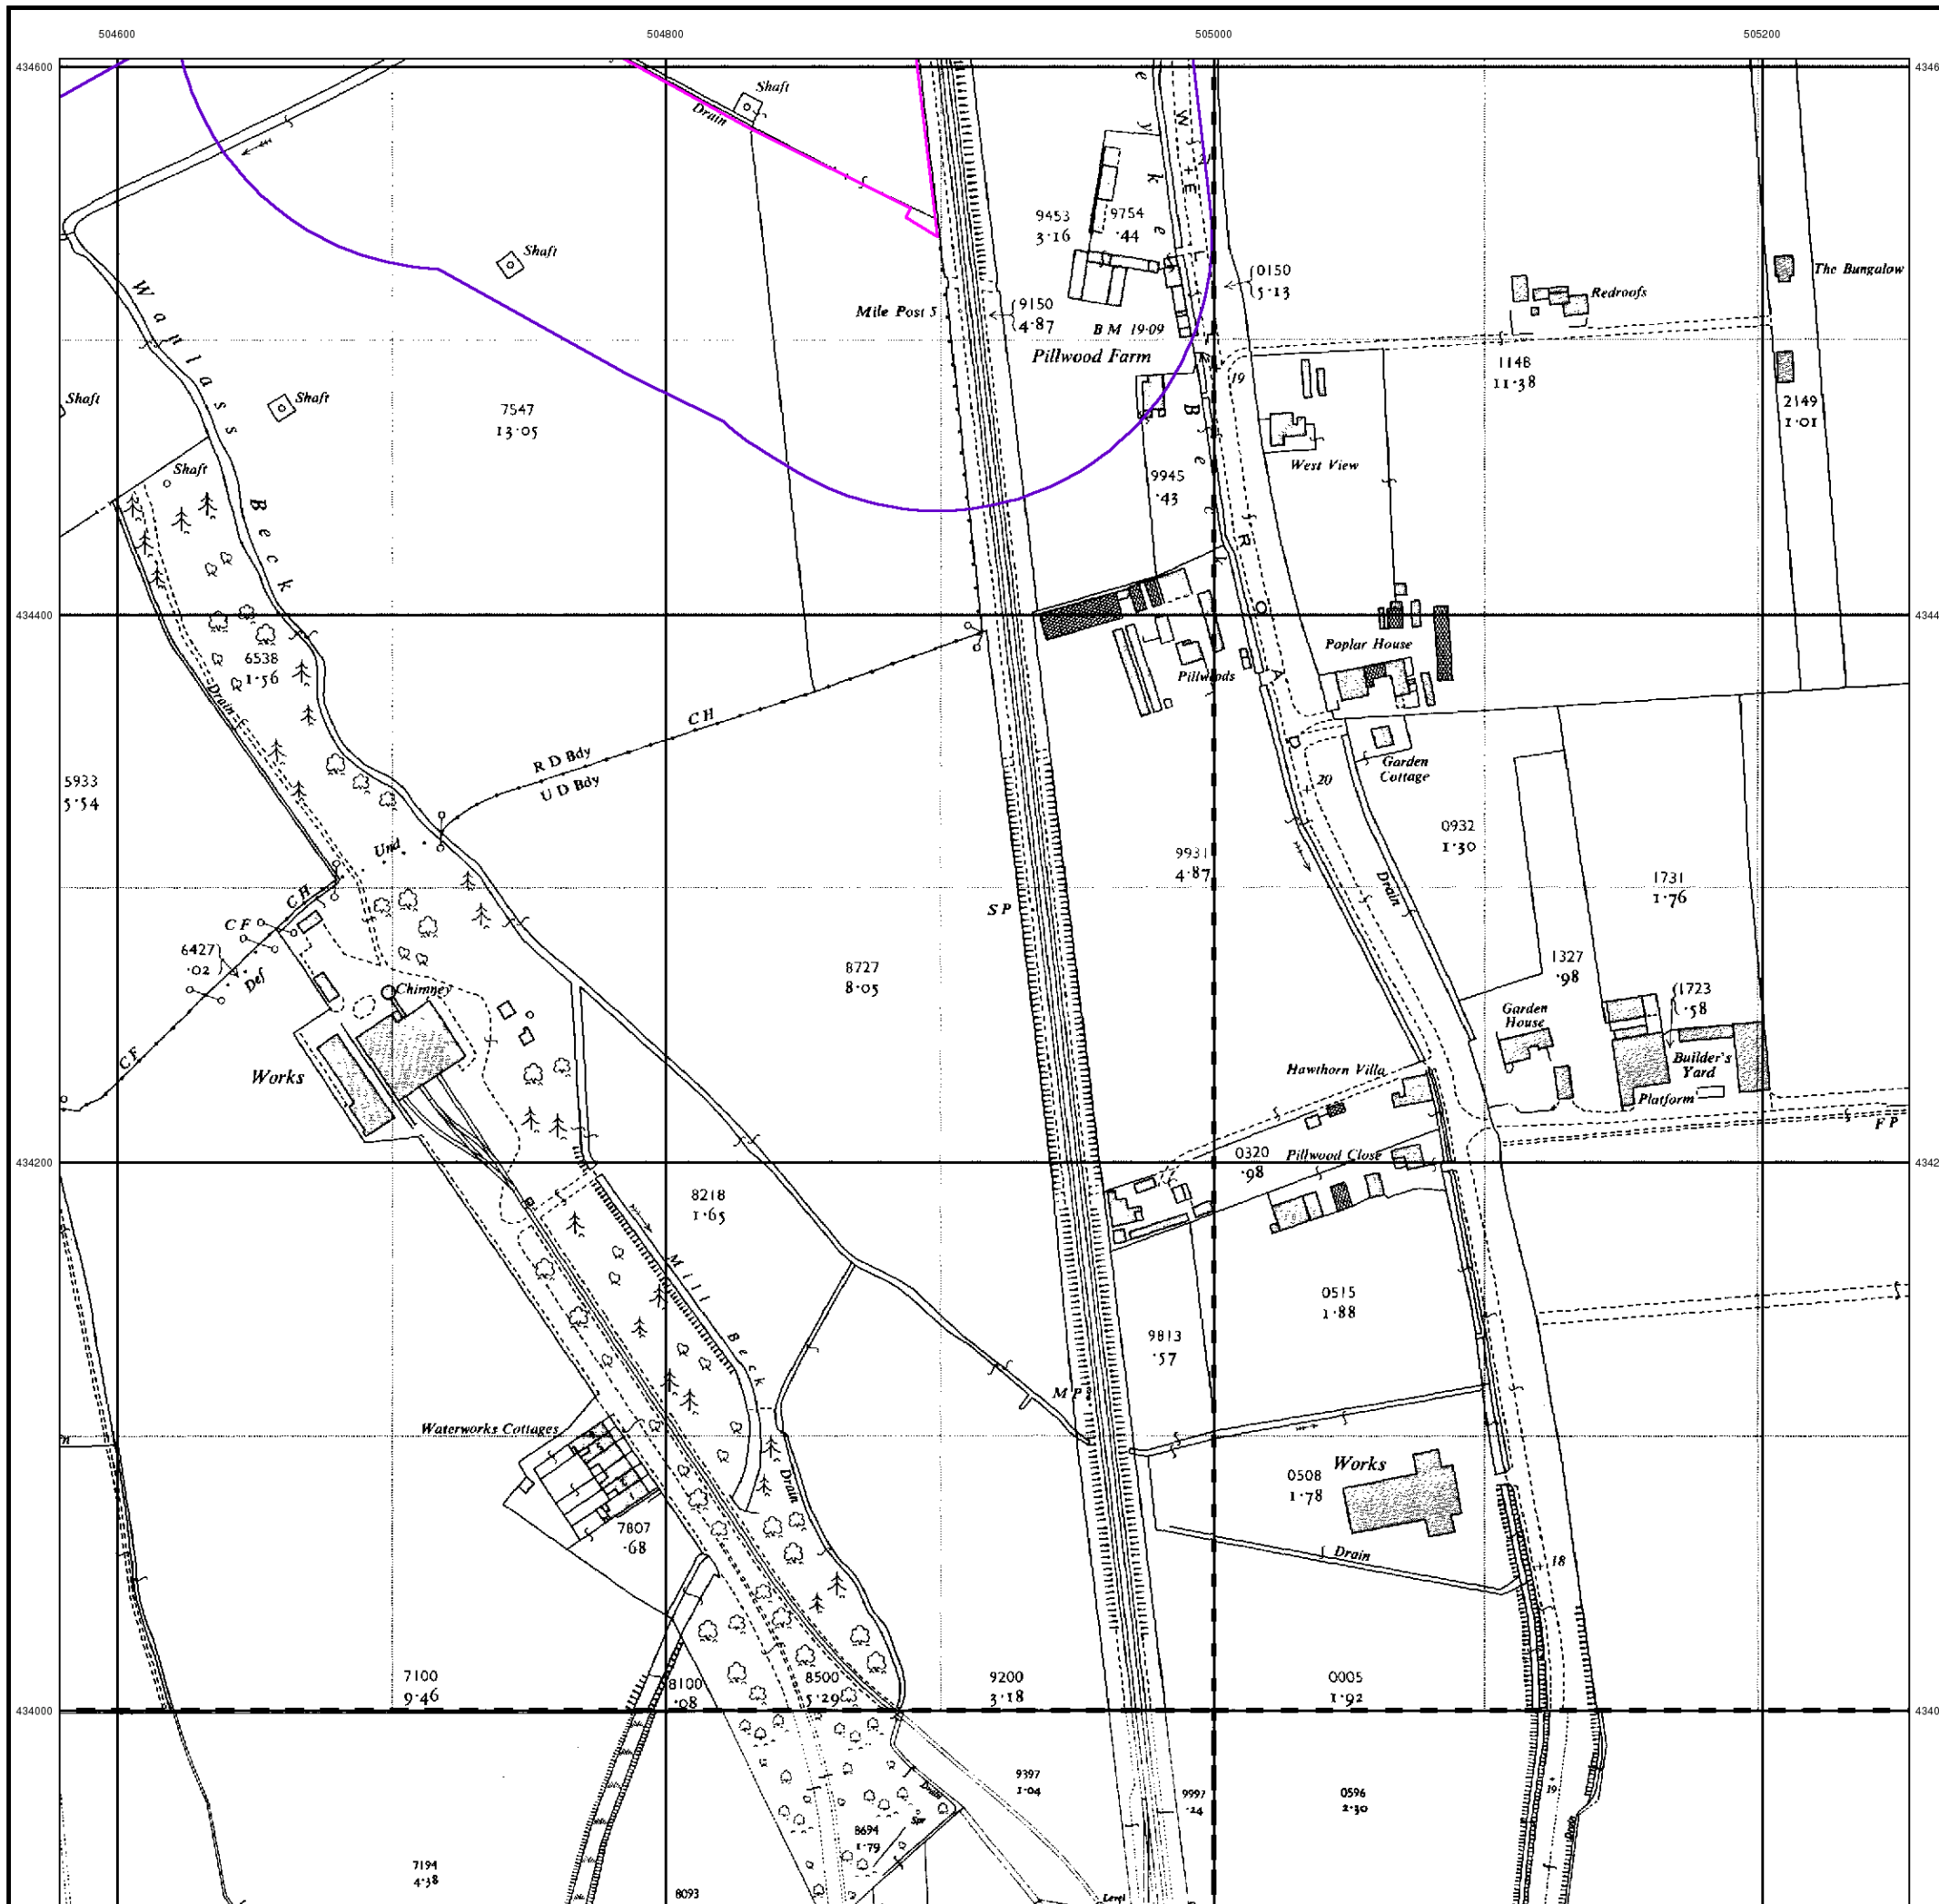 504600 504800 505000 505200
434600
Shaft
Drain
Shaft
9453
3·16
9754
·44
Mile Post 5
9150
4·87
B M 19·09
Pillwood Farm
0150
5·13
The Bungalow
Redroofs
1148
11·38
2149
1·01
19
West View
9945
·43
Wanlass Beck
Shaft
Shaft
Shaft
7547
13·05
434400
6538
1·56
Drain
C H
R D Bdy
U D Bdy
Pillwoods
Poplar House
Garden
Cottage
20
ROAD
5933
5·54
Und
C H
C F
6427
·02
Def
C F
Chimney
Works
8727
8·05
S P
9931
4·87
Drain
0932
1·30
1731
1·76
1327
·98
1723
·58
Garden
House
Builder's
Yard
Platform
F P
Hawthorn Villa
434200
0320
·98
Pillwood Close
8218
1·65
Mill Beck
0515
1·88
9813
·57
M P
Waterworks Cottages
7807
·68
Drain
Works
0508
1·78
Drain
18
7100
9·46
8100
·08
8500
5·29
9200
3·18
0005
1·92
434000
9397
1·04
9997
·24
0596
2·30
19
Drain
Spr
8694
1·79
7194
4·38
8093
Level